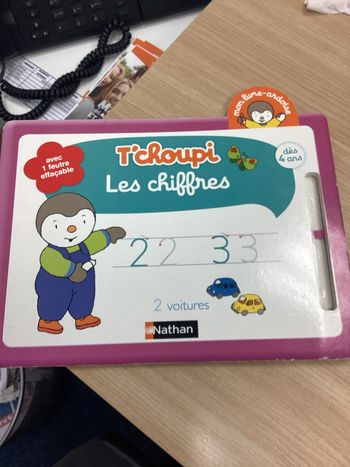 mon livre-ardoise
avec
1 feutre
effaçable
T'choupi
dès
4 ans
Les chiffres
2 2 3 3
2 voitures
Nathan